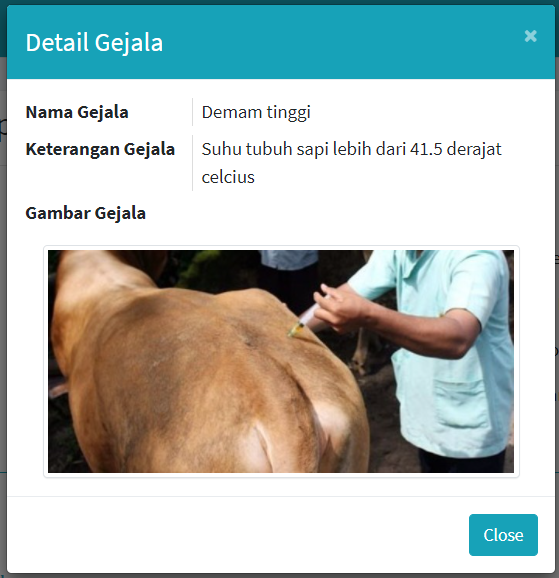 Detail Gejala
×
Nama Gejala
Demam tinggi
Keterangan Gejala
Suhu tubuh sapi lebih dari 41.5 derajat
celcius
Gambar Gejala
Close